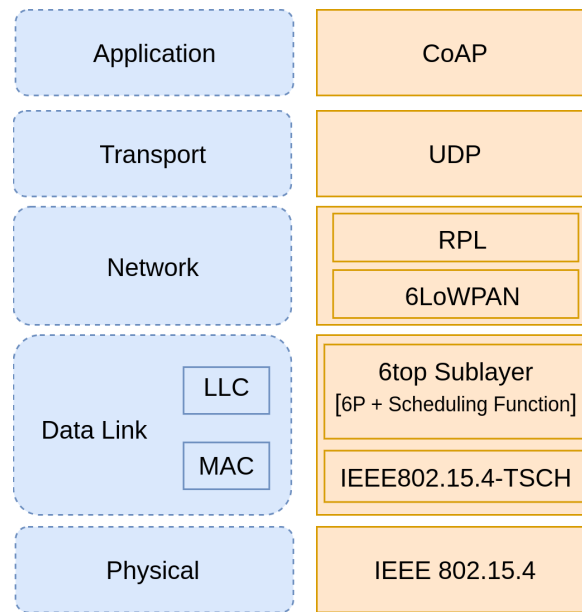 Application
CoAP
Transport
UDP
Network
RPL
6LoWPAN
Data Link
LLC
MAC
6top Sublayer
[6P + Scheduling Function]
IEEE802.15.4-TSCH
Physical
IEEE 802.15.4